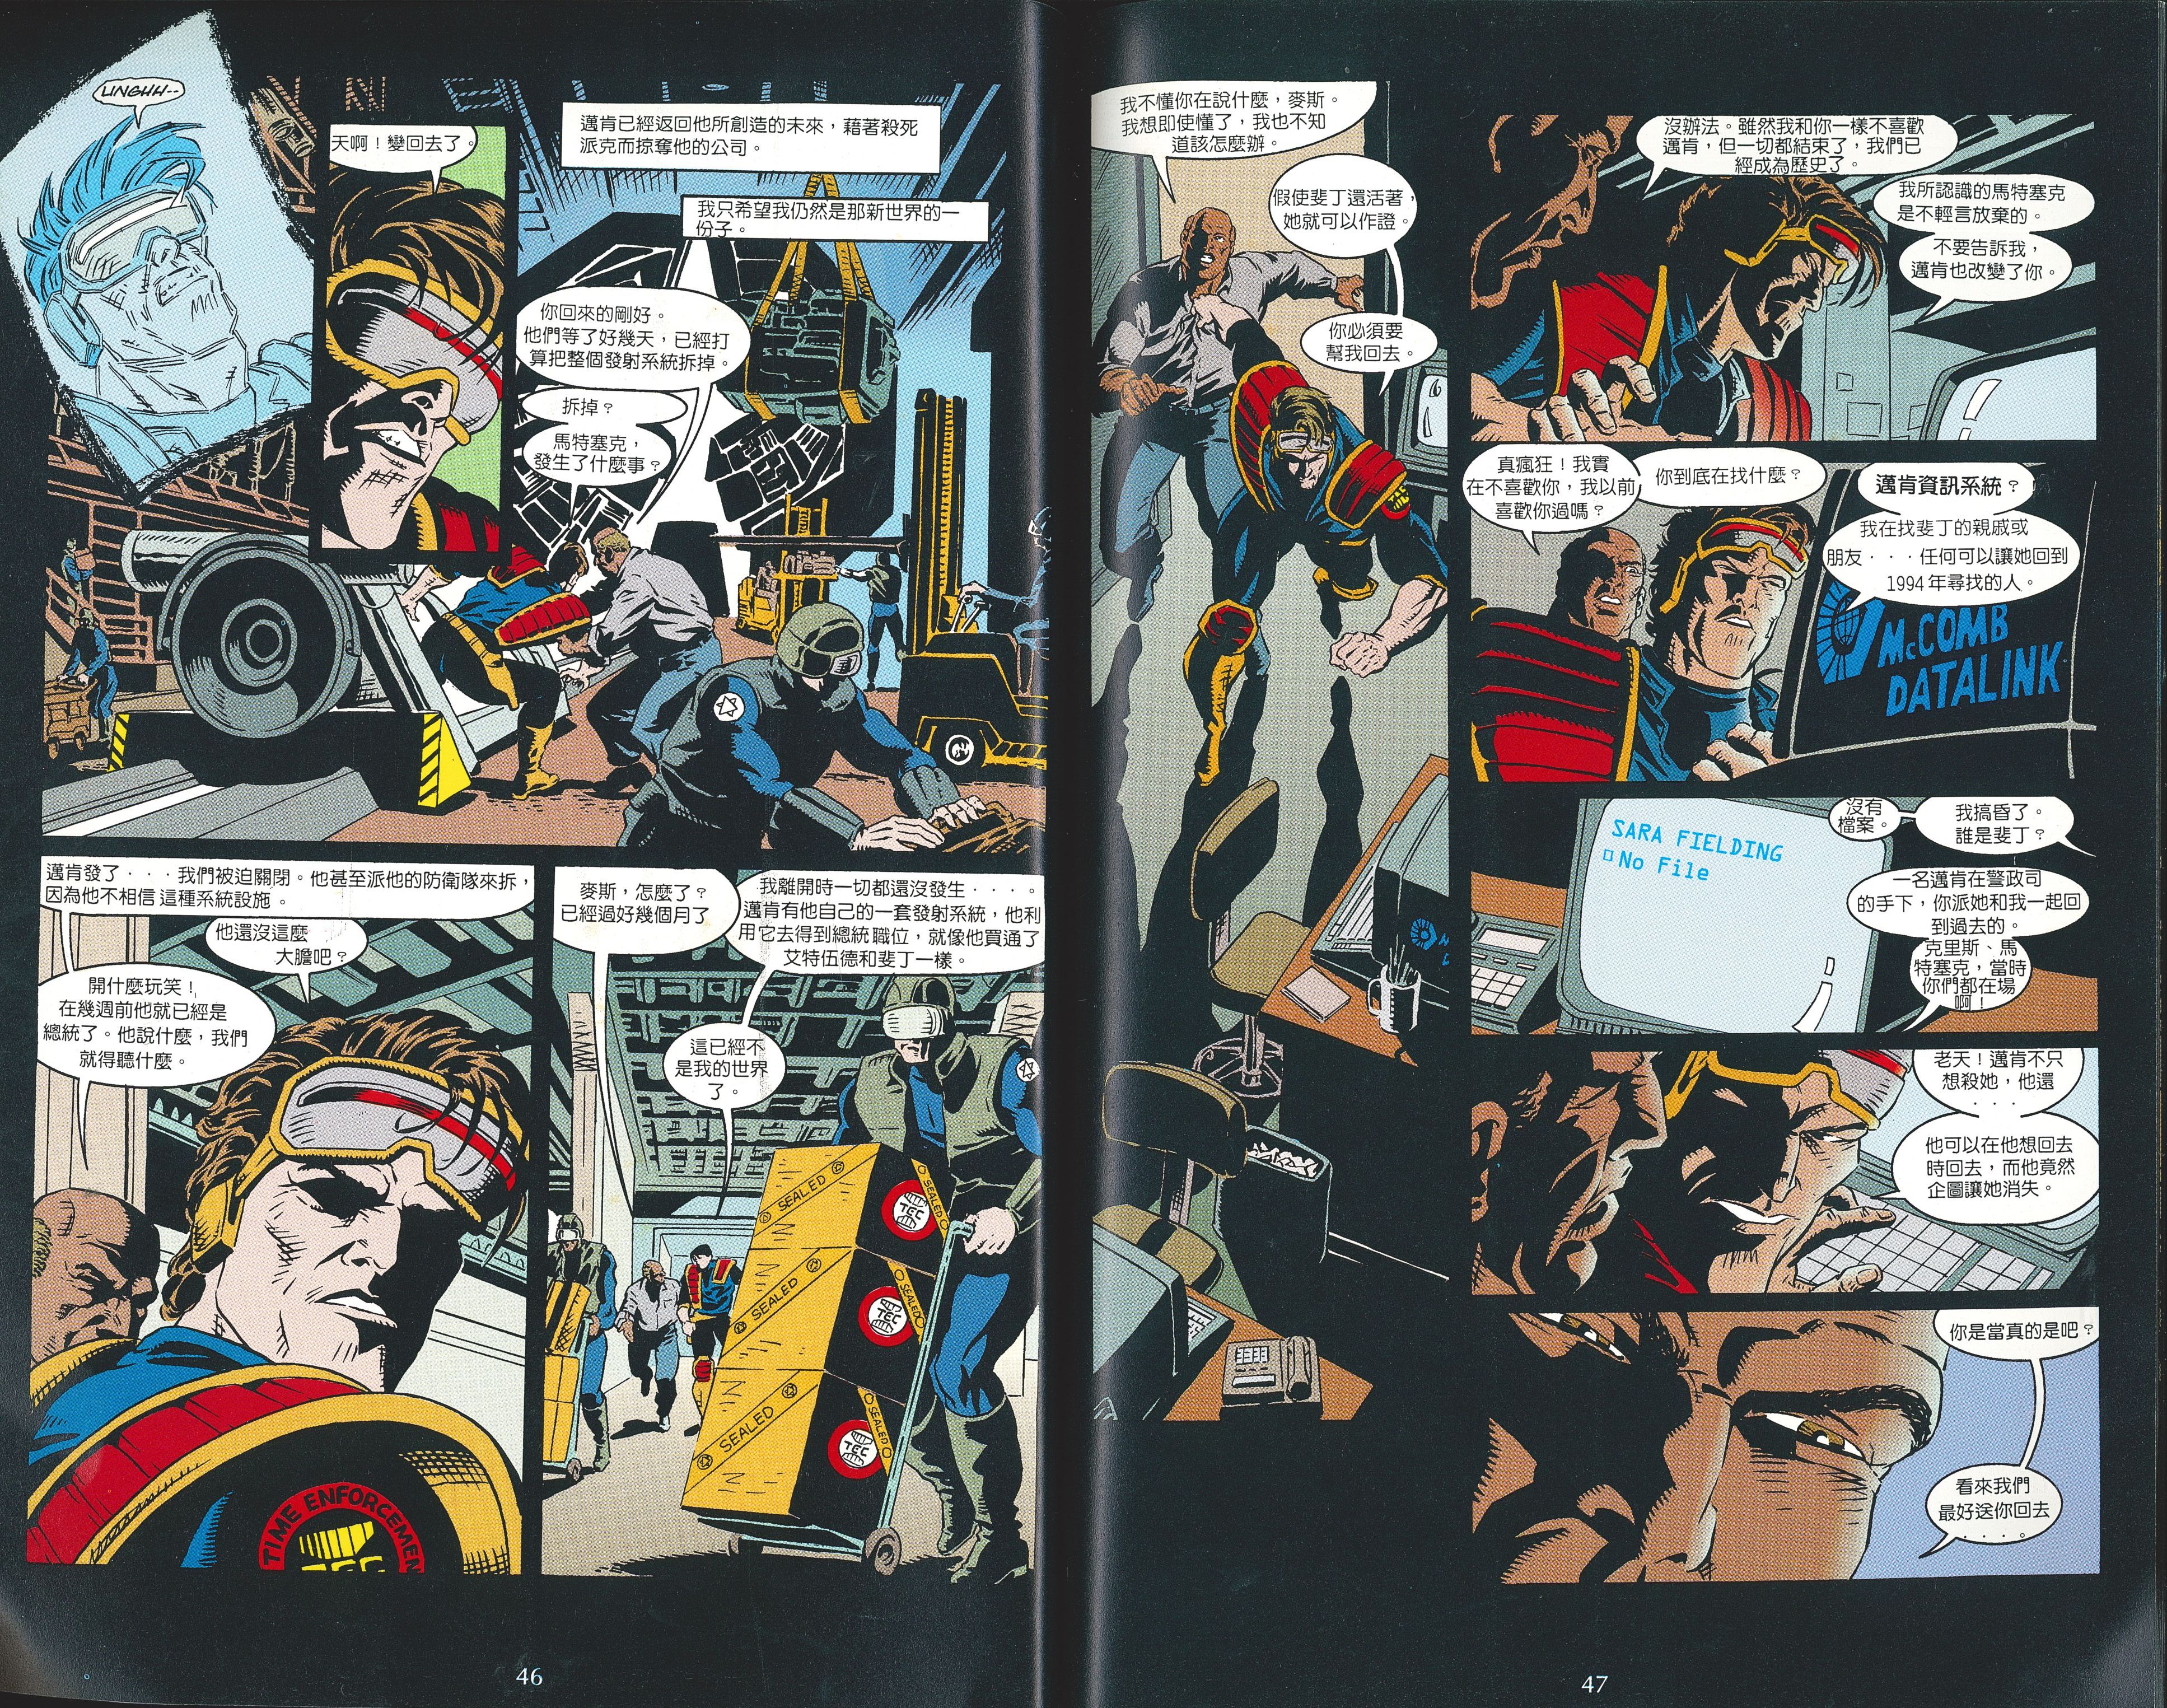 UNGHH--
天啊！變回去了。
邁肯已經返回他所創造的未來，藉著殺死
派克而掠奪他的公司。
我只希望我仍然是那新世界的一
份子。
你回來的剛好。
他們等了好幾天，已經打
算把整個發射系統拆掉。
拆掉？
馬特塞克，
發生了什麼事？
邁肯發了．．．我們被迫關閉。他甚至派他的防衛隊來拆，
因為他不相信這種系統設施。
他還沒這麼
大膽吧？
開什麼玩笑！
在幾週前他就已經是
總統了。他說什麼，我們
就得聽什麼。
TIME ENFORCEMEN
麥斯，怎麼了？
已經過好幾個月了
我離開時一切都還沒發生．．．．。
邁肯有他自己的一套發射系統，他利
用它去得到總統職位，就像他買通了
艾特伍德和斐丁一樣。
這已經不
是我的世界
了。
SEALED
SEALED
SEALED
SEALED
SEALED
SEALED
TEC
TEC
TEC
46
我不懂你在說什麼，麥斯。
我想即使懂了，我也不知
道該怎麼辦。
假使斐丁還活著，
她就可以作證。
你必須要
幫我回去。
沒辦法。雖然我和你一樣不喜歡
邁肯，但一切都結束了，我們已
經成為歷史了。
我所認識的馬特塞克
是不輕言放棄的。
不要告訴我，
邁肯也改變了你。
真瘋狂！我實
在不喜歡你，我以前
喜歡你過嗎？
你到底在找什麼？
邁肯資訊系統？
我在找斐丁的親戚或
朋友．．．任何可以讓她回到
1994年尋找的人。
McCOMB
DATALINK
SARA FIELDING
No File
沒有
檔案。
我搞昏了。
誰是斐丁？
一名邁肯在警政司
的手下，你派她和我一起回
到過去的。
克里斯、馬
特塞克，當時
你們都在場
啊！
老天！邁肯不只
想殺她，他還
．．．
他可以在他想回去
時回去，而他竟然
企圖讓她消失。
你是當真的是吧？
看來我們
最好送你回去
．．．．。
47